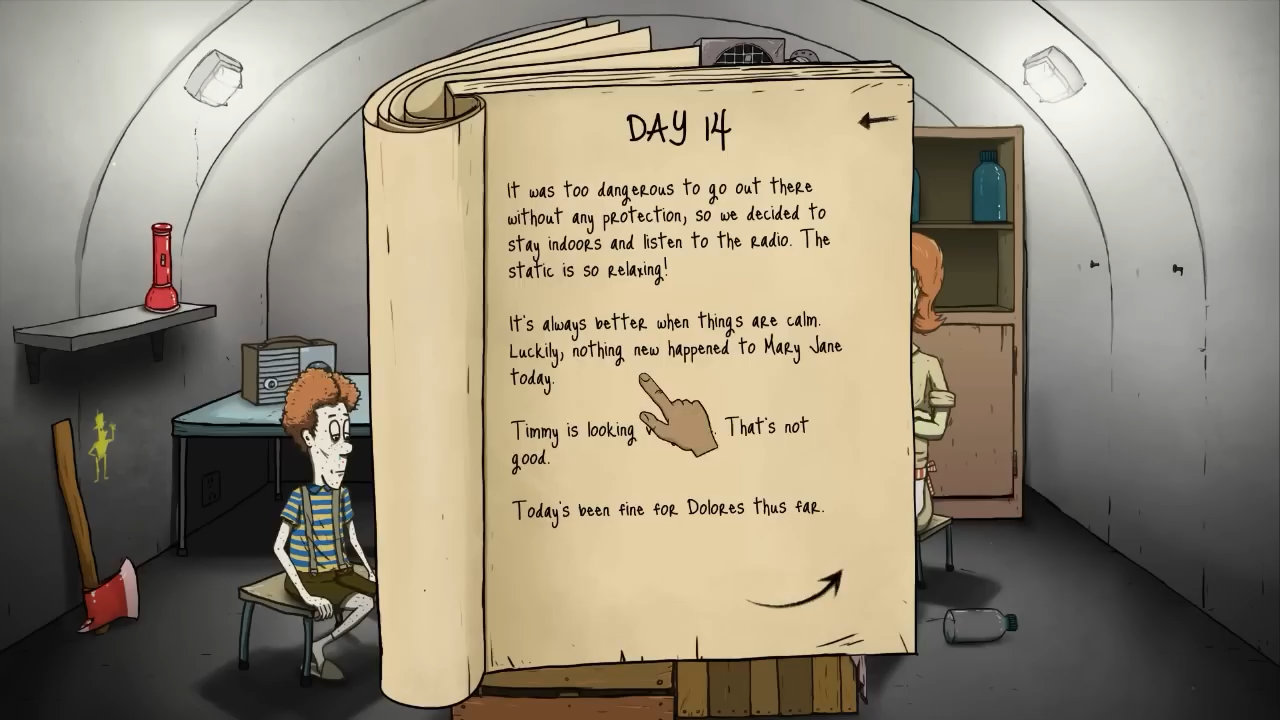 DAY 14
It was too dangerous to go out there
without any protection, so we decided to
stay indoors and listen to the radio. The
static is so relaxing!
It's always better when things are calm.
Luckily, nothing new happened to Mary Jane
today.
Timmy is looking . That's not
good.
Today's been fine for Dolores thus far.